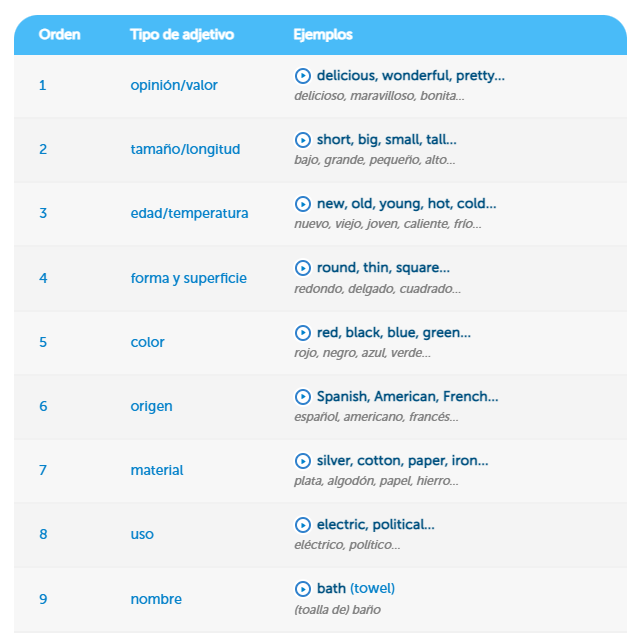 Orden Tipo de adjetivo Ejemplos
1 opinión/valor delicious, wonderful, pretty...
delicioso, maravilloso, bonita...
2 tamaño/longitud short, big, small, tall...
bajo, grande, pequeño, alto...
3 edad/temperatura new, old, young, hot, cold...
nuevo, viejo, joven, caliente, frío...
4 forma y superficie round, thin, square...
redondo, delgado, cuadrado...
5 color red, black, blue, green...
rojo, negro, azul, verde...
6 origen Spanish, American, French...
español, americano, francés...
7 material silver, cotton, paper, iron...
plata, algodón, papel, hierro...
8 uso electric, political...
eléctrico, político...
9 nombre bath (towel)
(toalla de) baño